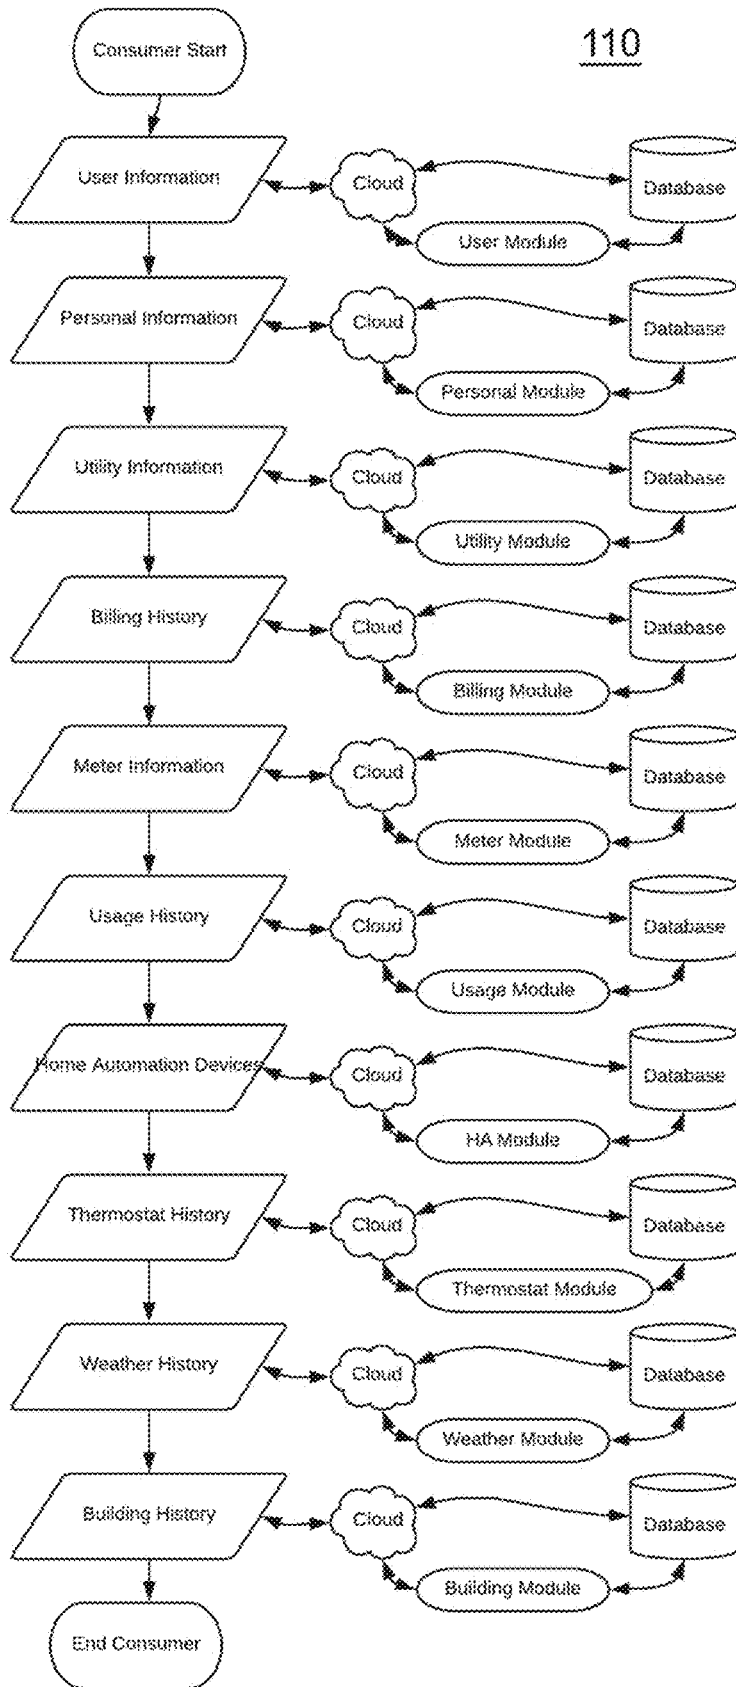 Consumer Start
110
User Information
Cloud
Database
User Module
Personal Information
Cloud
Database
Personal Module
Utility Information
Cloud
Database
Utility Module
Billing History
Cloud
Database
Billing Module
Meter Information
Cloud
Database
Meter Module
Usage History
Cloud
Database
Usage Module
Home Automation Devices
Cloud
Database
HA Module
Thermostat History
Cloud
Database
Thermostat Module
Weather History
Cloud
Database
Weather Module
Building History
Cloud
Database
Building Module
End Consumer